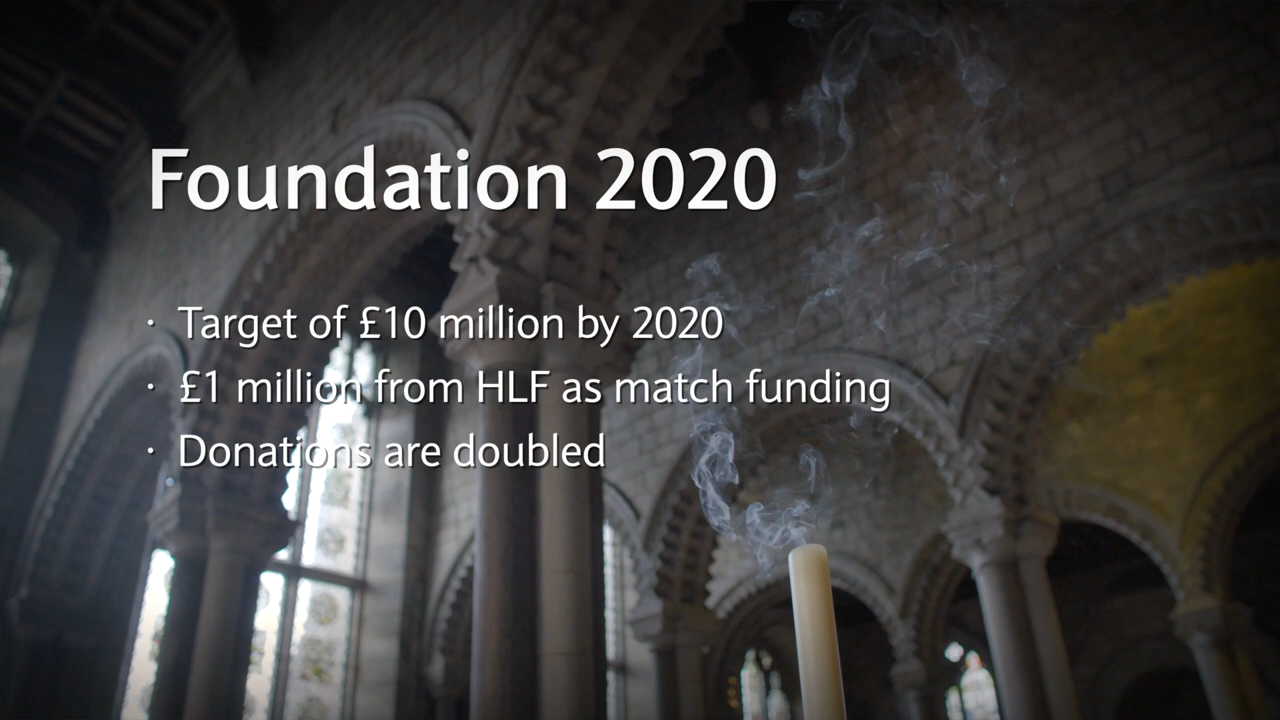 Foundation 2020
· Target of £10 million by 2020
· £1 million from HLF as match funding
· Donations are doubled